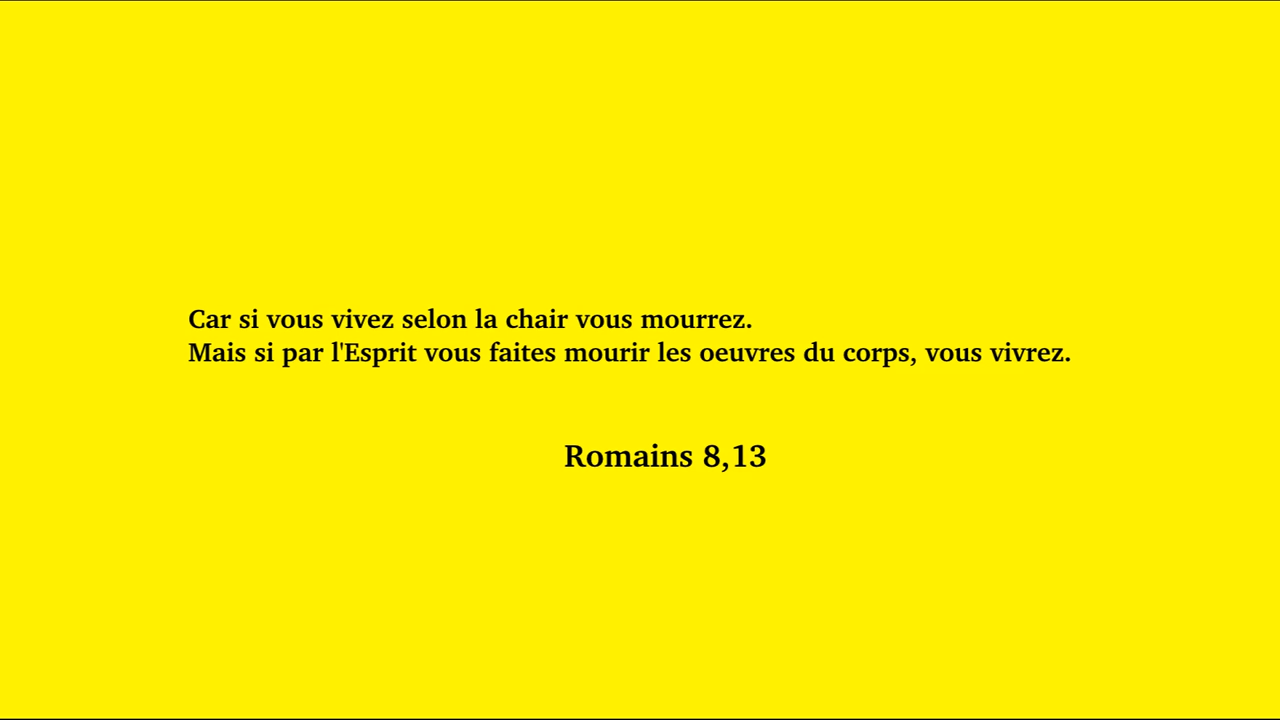 Car si vous vivez selon la chair vous mourrez.
Mais si par l'Esprit vous faites mourir les oeuvres du corps, vous vivrez.
Romains 8,13